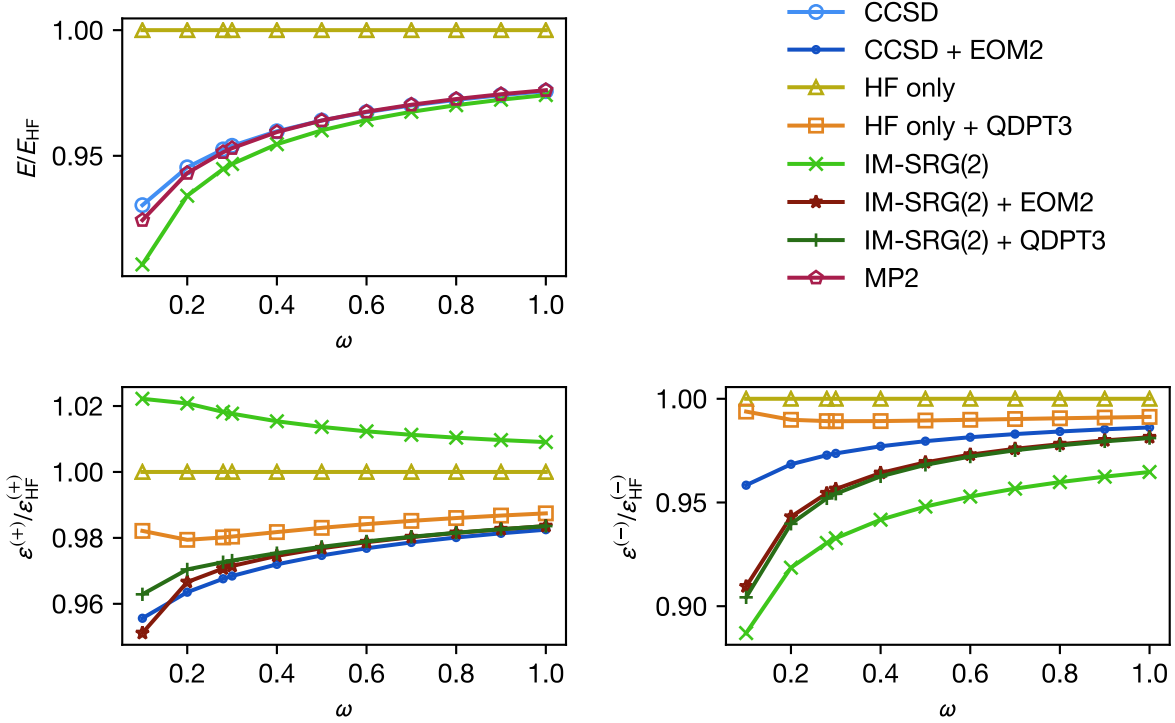 1.00
0.95
E/E_HF
0.2 0.4 0.6 0.8 1.0
ω
CCSD
CCSD + EOM2
HF only
HF only + QDPT3
IM-SRG(2)
IM-SRG(2) + EOM2
IM-SRG(2) + QDPT3
MP2
1.02
1.00
0.98
0.96
ε^(+)/ε_HF^(+)
0.2 0.4 0.6 0.8 1.0
ω
1.00
0.95
0.90
ε^(−)/ε_HF^(−)
0.2 0.4 0.6 0.8 1.0
ω